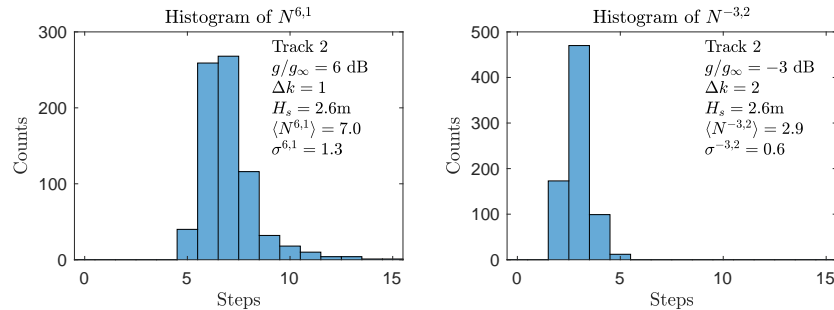 Histogram of N^{6,1}
Track 2
g/g_∞ = 6 dB
Δk = 1
H_s = 2.6m
⟨N^{6,1}⟩ = 7.0
σ^{6,1} = 1.3
300
200
100
0
Counts
0 5 10 15
Steps
Histogram of N^{-3,2}
Track 2
g/g_∞ = −3 dB
Δk = 2
H_s = 2.6m
⟨N^{-3,2}⟩ = 2.9
σ^{-3,2} = 0.6
500
400
300
200
100
0
Counts
0 5 10 15
Steps